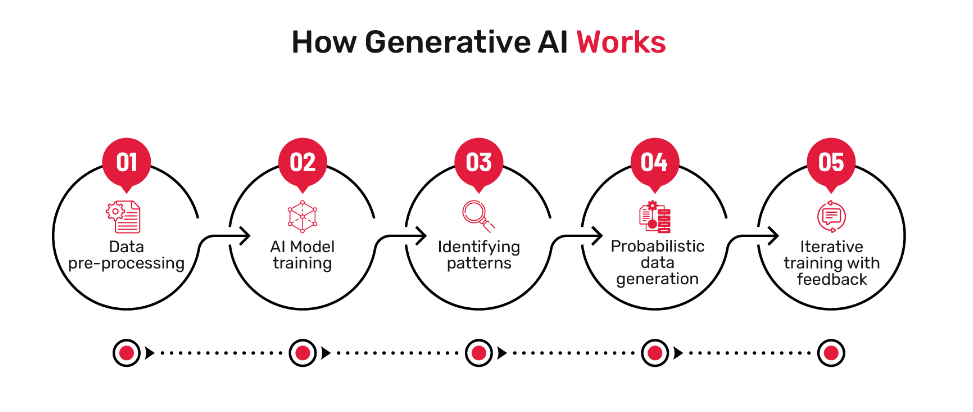 How Generative AI Works
01
Data
pre-processing
02
AI Model
training
03
Identifying
patterns
04
Probabilistic
data
generation
05
Iterative
training with
feedback